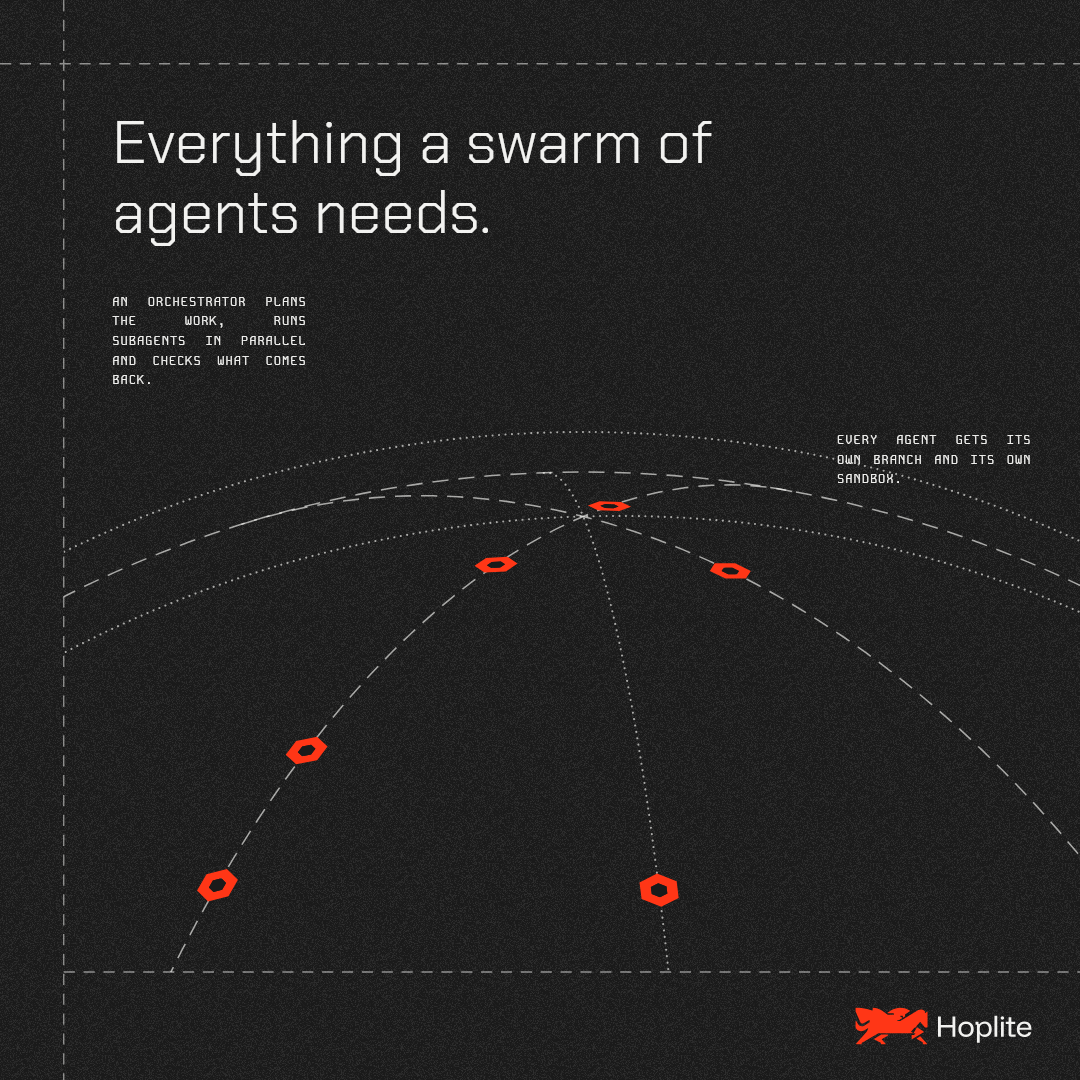 Everything a swarm of
agents needs.
AN ORCHESTRATOR PLANS
THE WORK, RUNS
SUBAGENTS IN PARALLEL
AND CHECKS WHAT COMES
BACK.
EVERY AGENT GETS ITS
OWN BRANCH AND ITS OWN
SANDBOX.
Hoplite